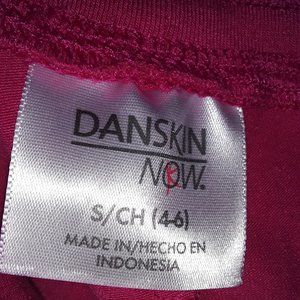 DANSKIN
NOW.
S/CH (4-6)
MADE IN/HECHO EN
INDONESIA